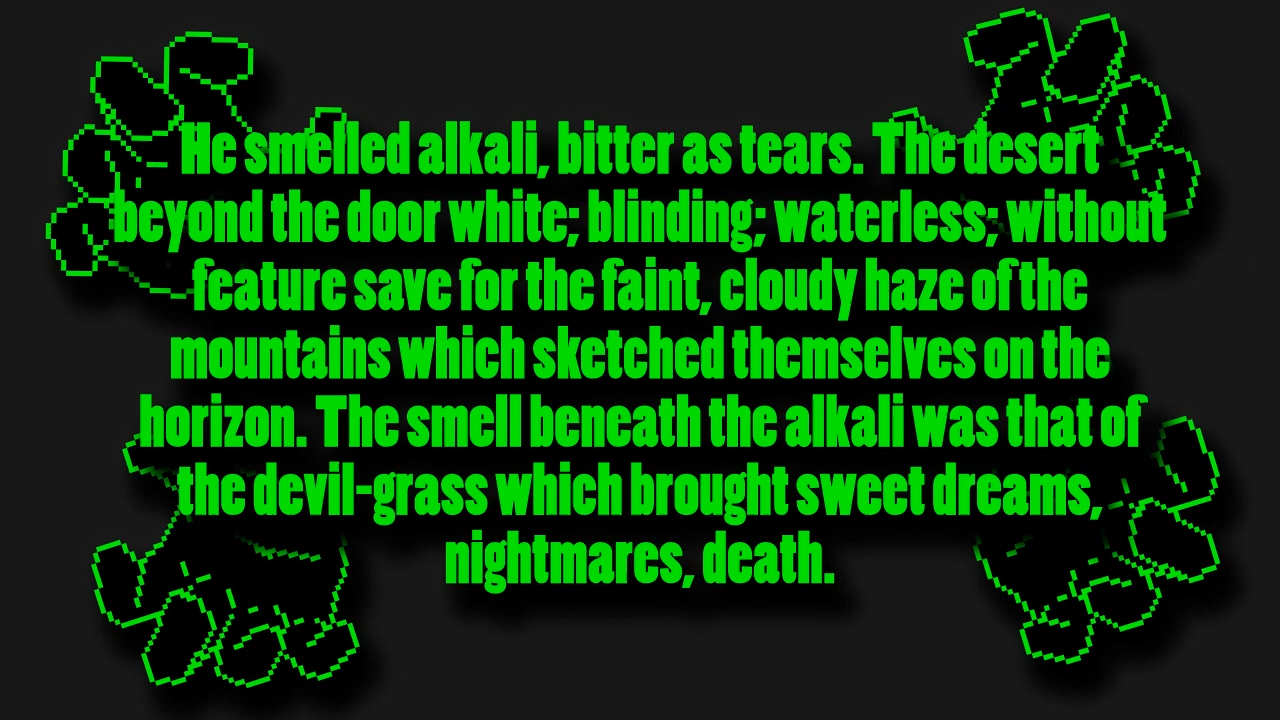 He smelled alkali, bitter as tears. The desert
beyond the door white; blinding; waterless; without
feature save for the faint, cloudy haze of the
mountains which sketched themselves on the
horizon. The smell beneath the alkali was that of
the devil-grass which brought sweet dreams,
nightmares, death.